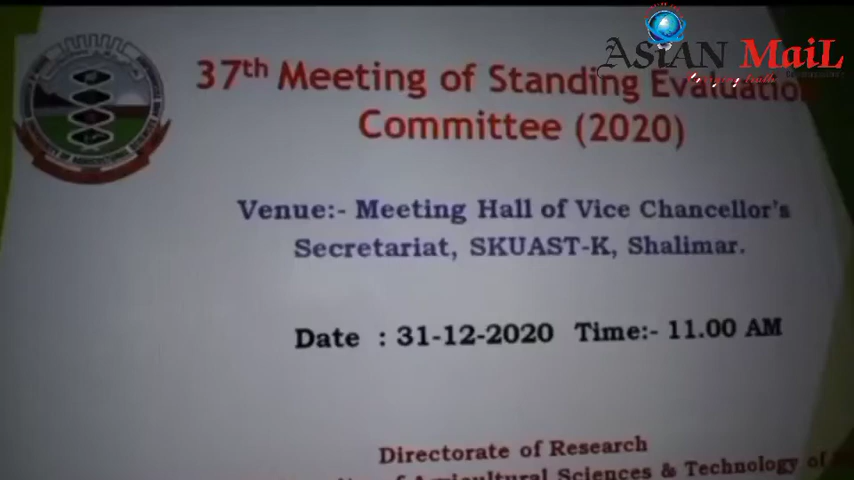 ASIAN MAIL
37th Meeting of Standing Evaluation
Committee (2020)
Venue:- Meeting Hall of Vice Chancellor's
Secretariat, SKUAST-K, Shalimar.
Date : 31-12-2020 Time:- 11.00 AM
Directorate of Research
of Agricultural Sciences & Technology of